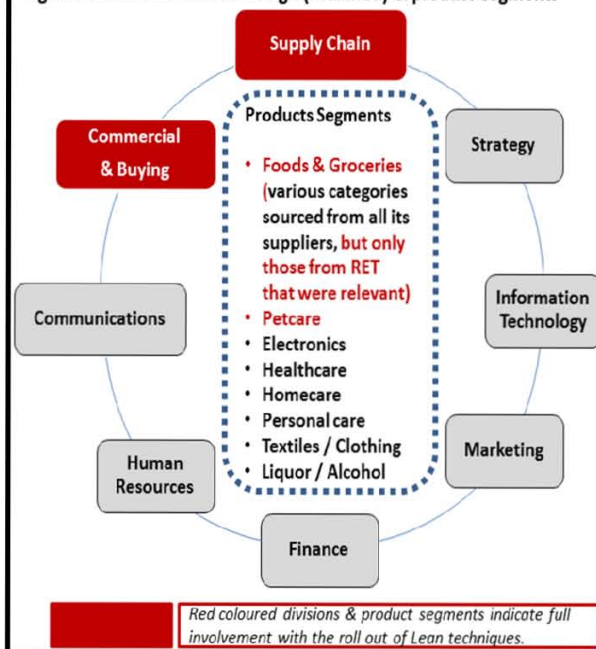 Supply Chain
Commercial
& Buying
Products Segments
• Foods & Groceries
(various categories
sourced from all its
suppliers, but only
those from RET
that were relevant)
• Petcare
• Electronics
• Healthcare
• Homecare
• Personal care
• Textiles / Clothing
• Liquor / Alcohol
Strategy
Communications
Information
Technology
Human
Resources
Marketing
Finance
Red coloured divisions & product segments indicate full
involvement with the roll out of Lean techniques.